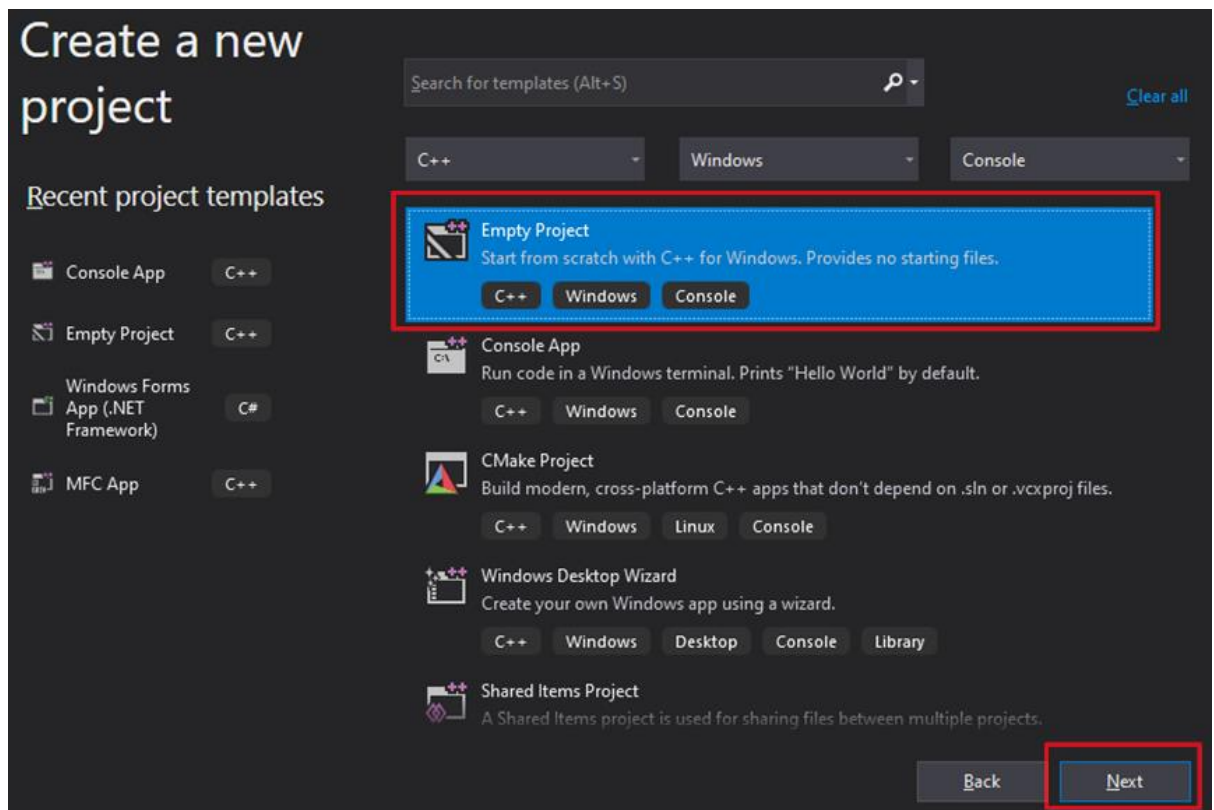 Create a new
project
Search for templates (Alt+S)
Clear all
C++
Windows
Console
Recent project templates
Console App
C++
Empty Project
C++
Windows Forms
App (.NET
Framework)
C#
MFC App
C++
Empty Project
Start from scratch with C++ for Windows. Provides no starting files.
C++ Windows Console
Console App
Run code in a Windows terminal. Prints "Hello World" by default.
C++ Windows Console
CMake Project
Build modern, cross-platform C++ apps that don't depend on .sln or .vcxproj files.
C++ Windows Linux Console
Windows Desktop Wizard
Create your own Windows app using a wizard.
C++ Windows Desktop Console Library
Shared Items Project
A Shared Items project is used for sharing files between multiple projects.
Back
Next